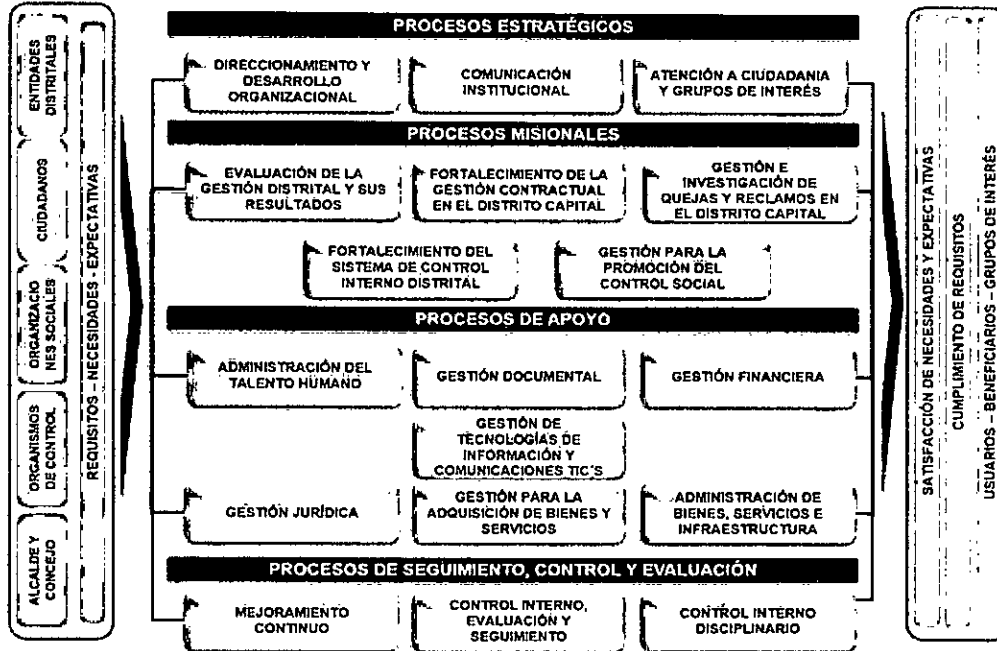 ENTIDADES
DISTRITALES
CIUDADANOS
ORGANIZACIO
NES SOCIALES
ORGANISMOS
DE CONTROL
ALCALDE Y
CONCEJO
REQUISITOS – NECESIDADES - EXPECTATIVAS
PROCESOS ESTRATÉGICOS
DIRECCIONAMIENTO Y
DESARROLLO
ORGANIZACIONAL
COMUNICACIÓN
INSTITUCIONAL
ATENCIÓN A CIUDADANIA
Y GRUPOS DE INTERÉS
PROCESOS MISIONALES
EVALUACIÓN DE LA
GESTIÓN DISTRITAL Y SUS
RESULTADOS
FORTALECIMIENTO DE LA
GESTIÓN CONTRACTUAL
EN EL DISTRITO CAPITAL
GESTIÓN E
INVESTIGACIÓN DE
QUEJAS Y RECLAMOS EN
EL DISTRITO CAPITAL
FORTALECIMIENTO DEL
SISTEMA DE CONTROL
INTERNO DISTRITAL
GESTIÓN PARA LA
PROMOCIÓN DEL
CONTROL SOCIAL
PROCESOS DE APOYO
ADMINISTRACIÓN DEL
TALENTO HUMANO
GESTIÓN DOCUMENTAL
GESTIÓN FINANCIERA
GESTIÓN DE
TECNOLOGÍAS DE
INFORMACIÓN Y
COMUNICACIONES TIC'S
GESTIÓN JURÍDICA
GESTIÓN PARA LA
ADQUISICIÓN DE BIENES Y
SERVICIOS
ADMINISTRACIÓN DE
BIENES, SERVICIOS E
INFRAESTRUCTURA
PROCESOS DE SEGUIMIENTO, CONTROL Y EVALUACIÓN
MEJORAMIENTO
CONTINUO
CONTROL INTERNO,
EVALUACIÓN Y
SEGUIMIENTO
CONTROL INTERNO
DISCIPLINARIO
SATISFACCIÓN DE NECESIDADES Y EXPECTATIVAS
CUMPLIMIENTO DE REQUISITOS
USUARIOS – BENEFICIARIOS – GRUPOS DE INTERÉS